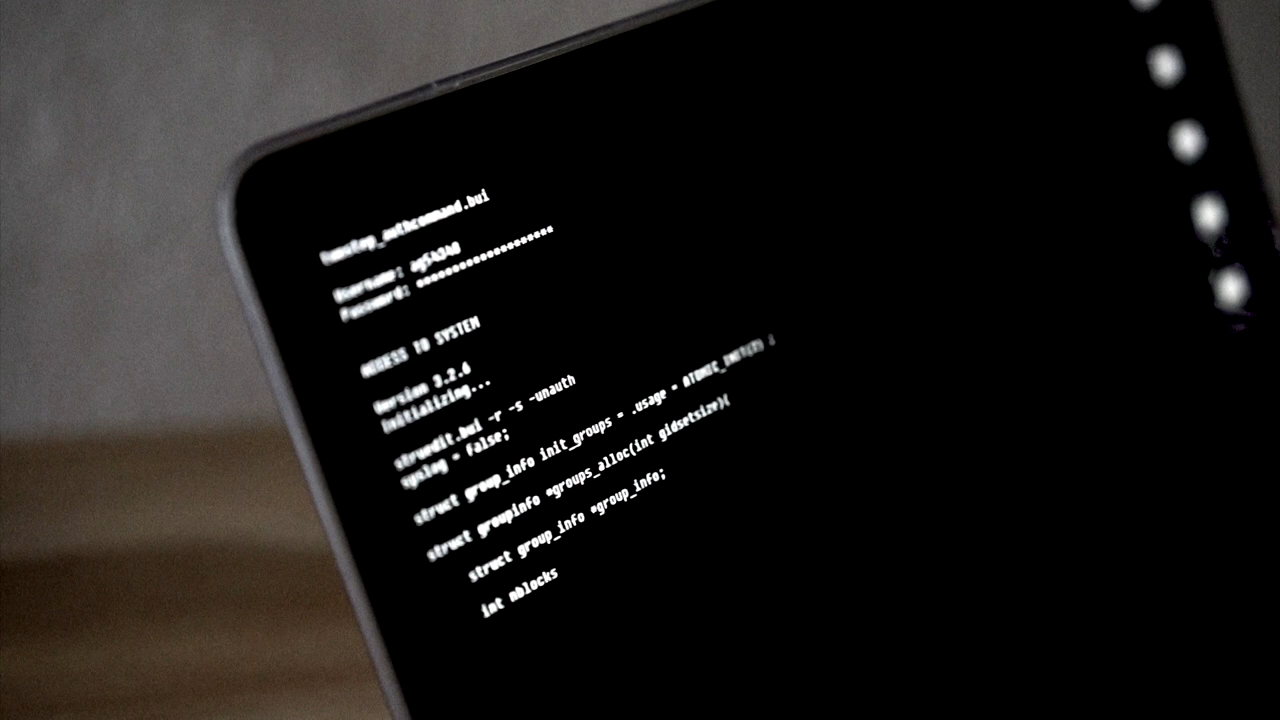 Username: ag54340
Password: ********************
ACCESS TO SYSTEM
Version 3.2.6
Initializing...
struedit.bui -r -s -unauth
syslog = false;
struct group_info init_groups = .usage = ATOMIC_INIT(2) ;
struct groupinfo *groups_alloc(int gidsetsize){
struct group_info *group_info;
int nblocks